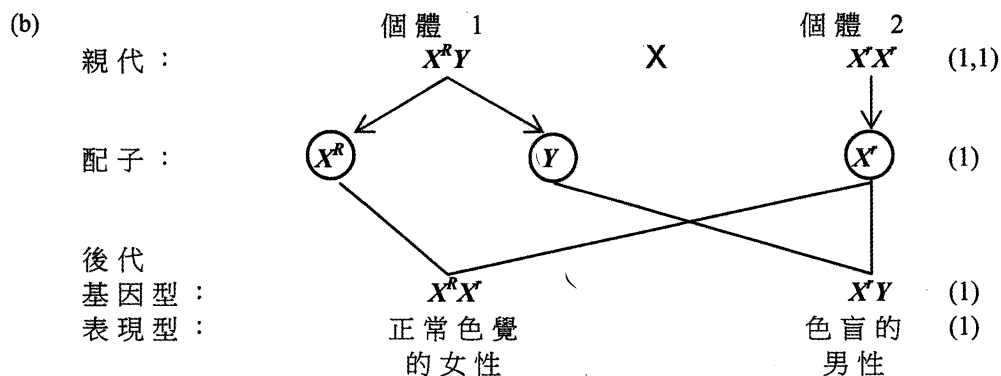 (b) 個體 1 個體 2
親代： X^R Y X X^r X^r (1,1)
配子： X^R Y X^r (1)
後代
基因型： X^R X^r X^r Y (1)
表現型： 正常色覺 色盲的 (1)
的女性 男性